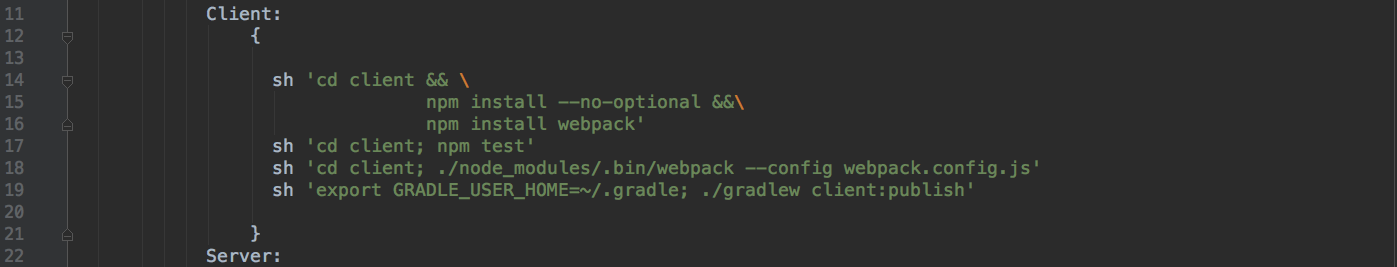 11 Client:
12 {
13
14 sh 'cd client && \
15 npm install --no-optional &&\
16 npm install webpack'
17 sh 'cd client; npm test'
18 sh 'cd client; ./node_modules/.bin/webpack --config webpack.config.js'
19 sh 'export GRADLE_USER_HOME=~/.gradle; ./gradlew client:publish'
20
21 }
22 Server: